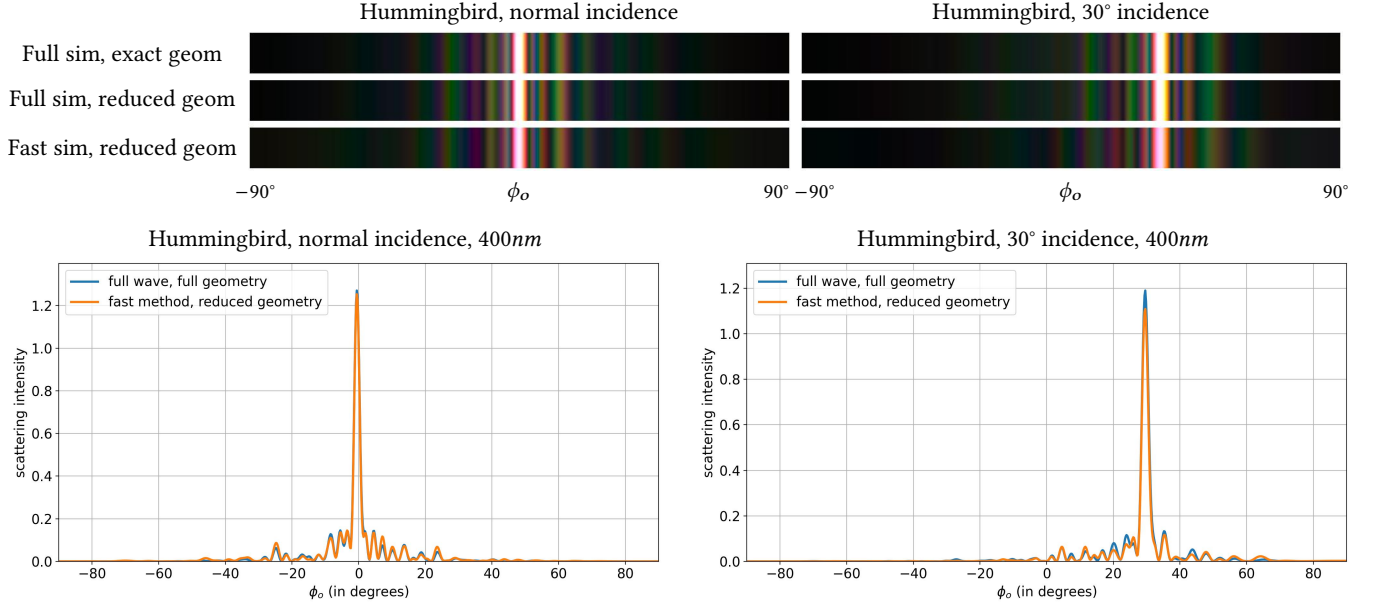 Hummingbird, normal incidence
Hummingbird, 30° incidence
Full sim, exact geom
Full sim, reduced geom
Fast sim, reduced geom
−90° ϕₒ 90° −90° ϕₒ 90°
Hummingbird, normal incidence, 400nm
full wave, full geometry
fast method, reduced geometry
scattering intensity
1.2
1.0
0.8
0.6
0.4
0.2
0.0
−80 −60 −40 −20 0 20 40 60 80
ϕₒ (in degrees)
Hummingbird, 30° incidence, 400nm
full wave, full geometry
fast method, reduced geometry
scattering intensity
1.2
1.0
0.8
0.6
0.4
0.2
0.0
−80 −60 −40 −20 0 20 40 60 80
ϕₒ (in degrees)